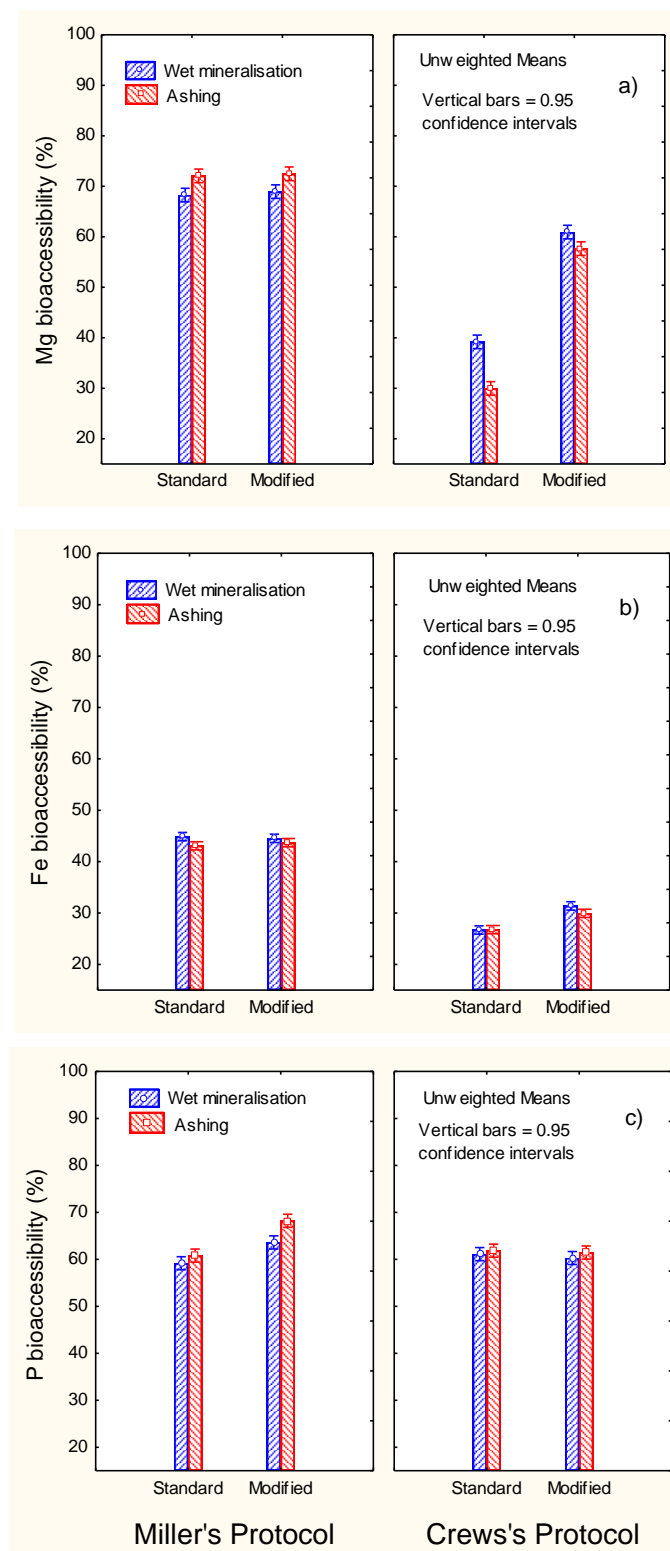 100
90
80
70
60
50
40
30
20
Mg bioaccessibility (%)
Wet mineralisation
Ashing
Standard Modified
Unw eighted Means
a)
Vertical bars = 0.95
confidence intervals
Standard Modified
100
90
80
70
60
50
40
30
20
Fe bioaccessibility (%)
Wet mineralisation
Ashing
Standard Modified
Unw eighted Means
b)
Vertical bars = 0.95
confidence intervals
Standard Modified
100
90
80
70
60
50
40
30
20
P bioaccessibility (%)
Wet mineralisation
Ashing
Standard Modified
Unw eighted Means
c)
Vertical bars = 0.95
confidence intervals
Standard Modified
Miller's Protocol Crews's Protocol